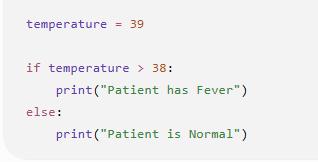 temperature = 39
if temperature > 38:
    print("Patient has Fever")
else:
    print("Patient is Normal")